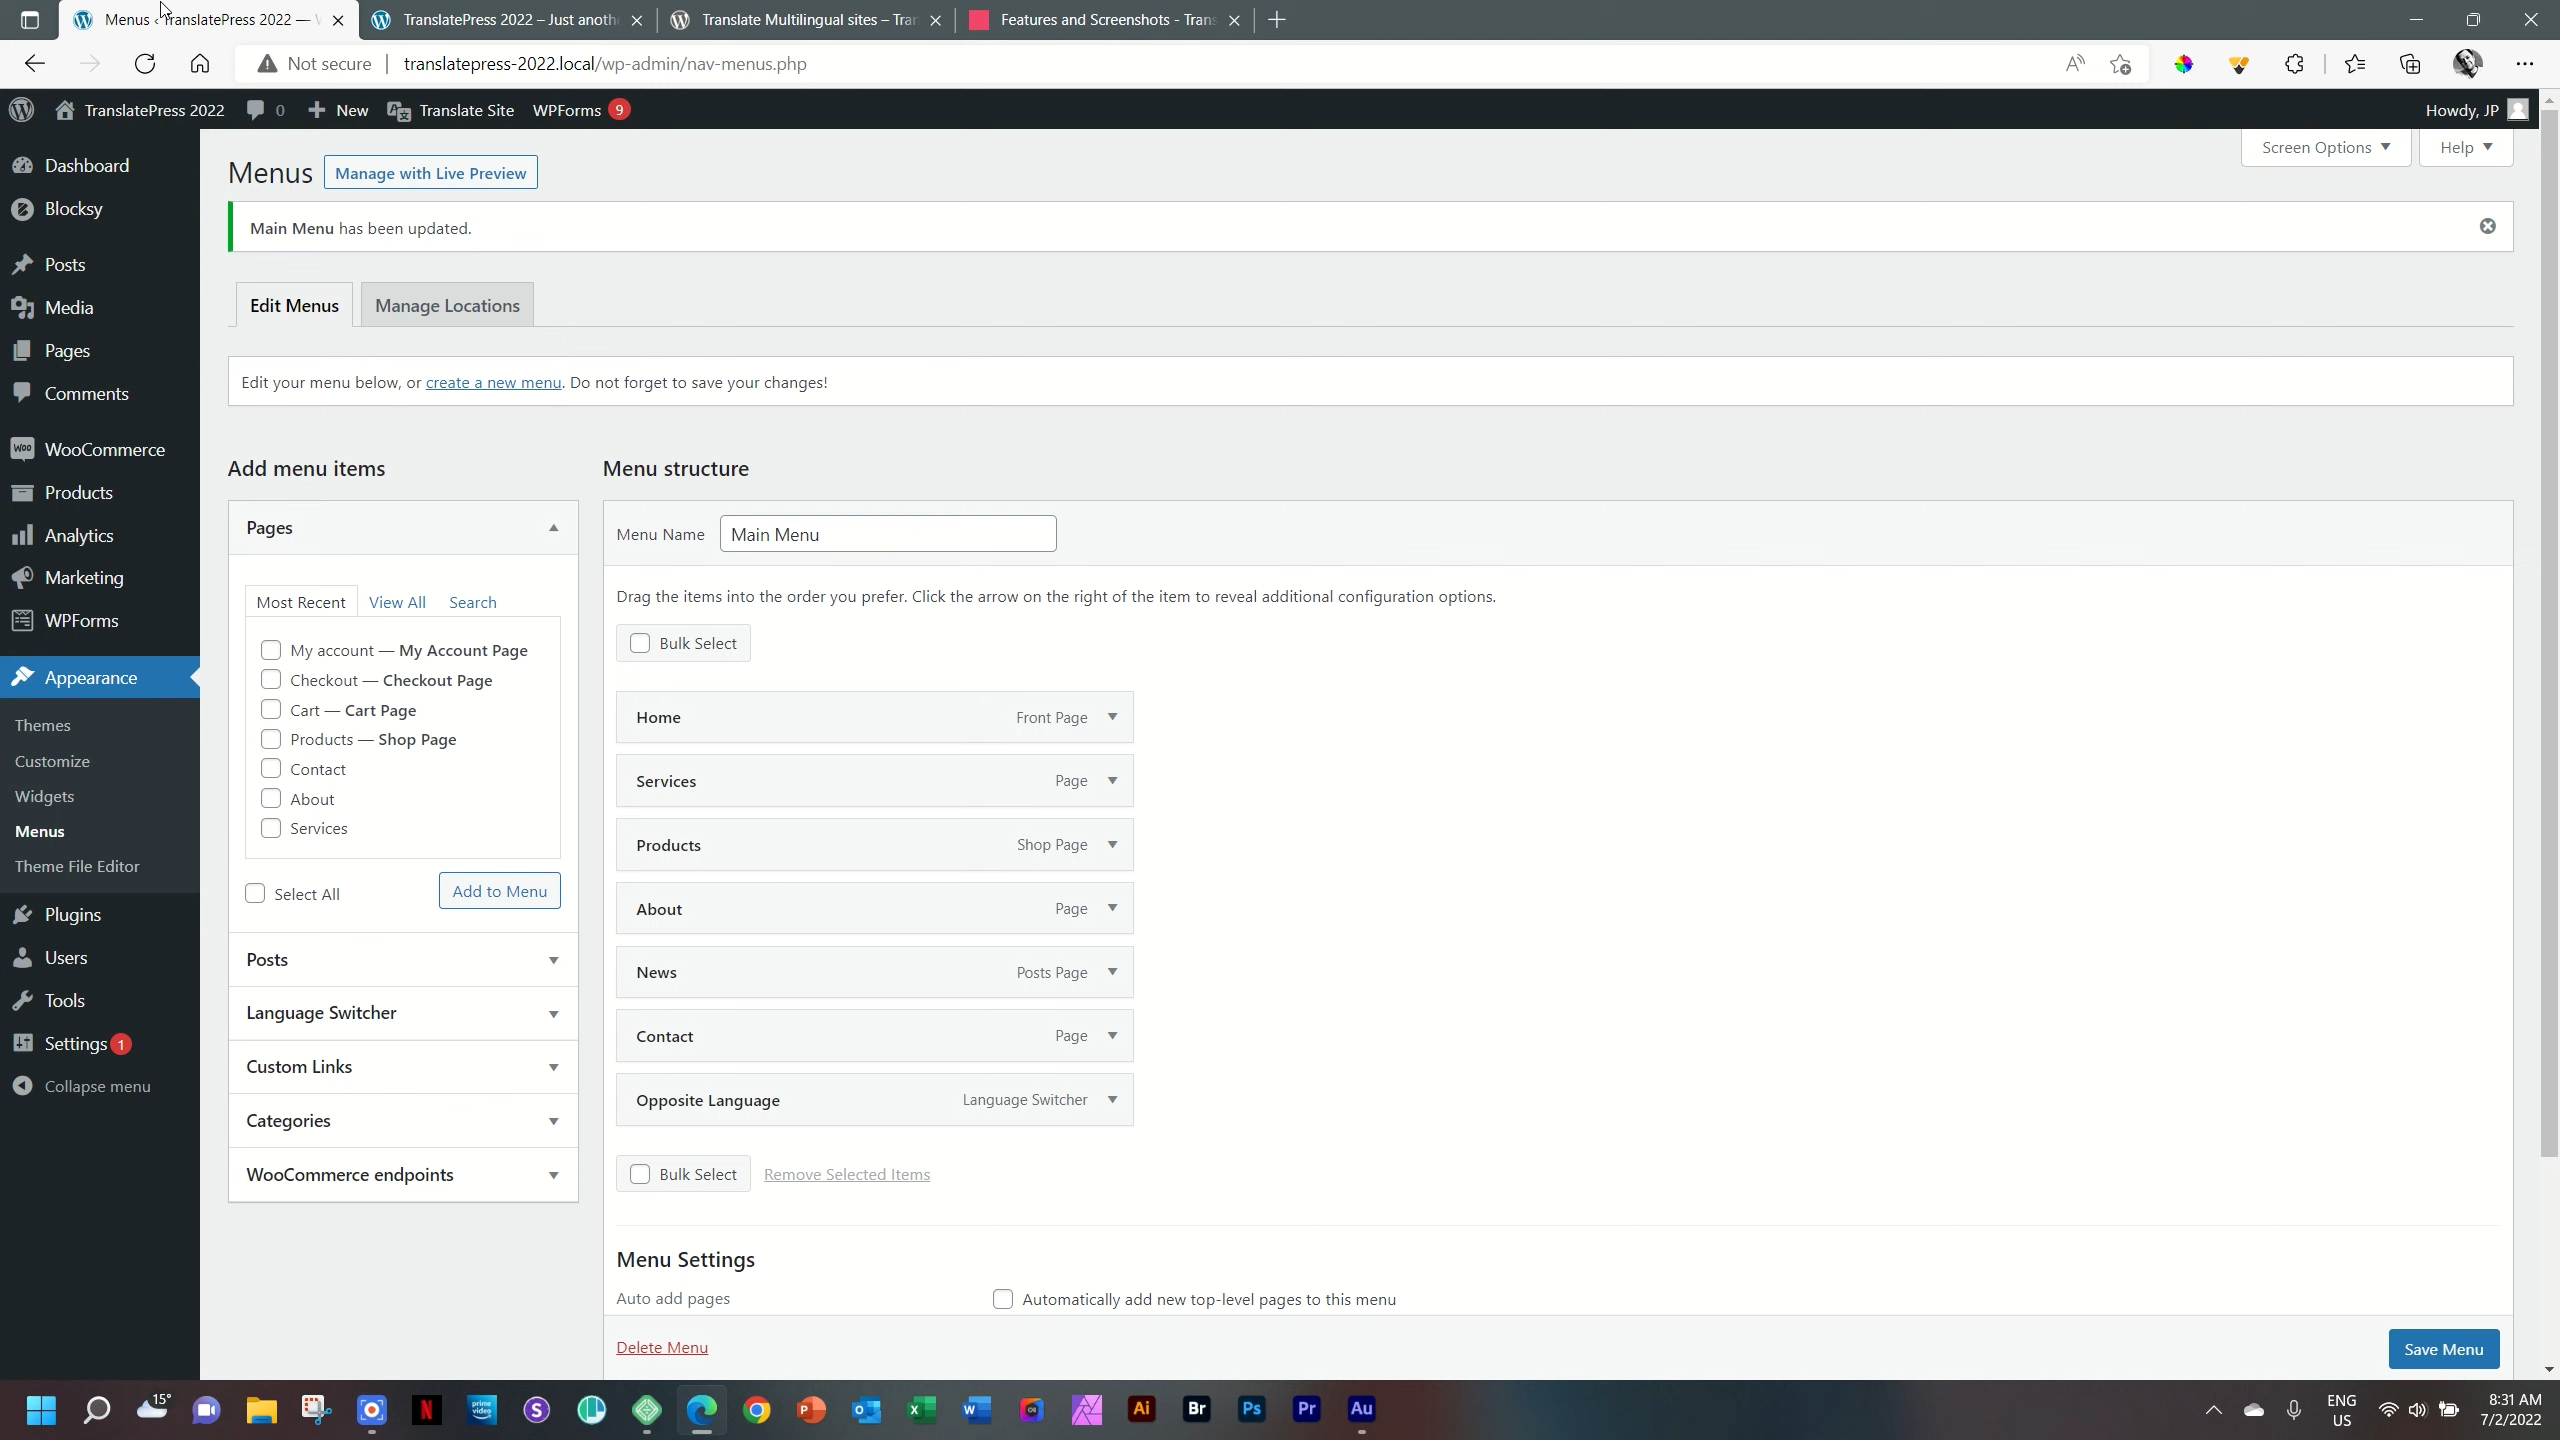 Menus ‹ TranslatePress 2022 —
TranslatePress 2022 – Just anoth
Translate Multilingual sites – Tran
Features and Screenshots - Trans
Not secure
translatepress-2022.local/wp-admin/nav-menus.php
TranslatePress 2022
0
New
Translate Site
WPForms 9
Howdy, JP
Dashboard
Blocksy
Posts
Media
Pages
Comments
WooCommerce
Products
Analytics
Marketing
WPForms
Appearance
Themes
Customize
Widgets
Menus
Theme File Editor
Plugins
Users
Tools
Settings 1
Collapse menu
Menus
Manage with Live Preview
Screen Options
Help
Main Menu has been updated.
Edit Menus
Manage Locations
Edit your menu below, or create a new menu. Do not forget to save your changes!
Add menu items
Pages
Most Recent
View All
Search
My account — My Account Page
Checkout — Checkout Page
Cart — Cart Page
Products — Shop Page
Contact
About
Services
Select All
Add to Menu
Posts
Language Switcher
Custom Links
Categories
WooCommerce endpoints
Menu structure
Menu Name
Main Menu
Drag the items into the order you prefer. Click the arrow on the right of the item to reveal additional configuration options.
Bulk Select
Home Front Page
Services Page
Products Shop Page
About Page
News Posts Page
Contact Page
Opposite Language Language Switcher
Bulk Select
Remove Selected Items
Menu Settings
Auto add pages
Automatically add new top-level pages to this menu
Delete Menu
Save Menu
15°
prime video
S
Ai
Br
Ps
Pr
Au
ENG
US
8:31 AM
7/2/2022